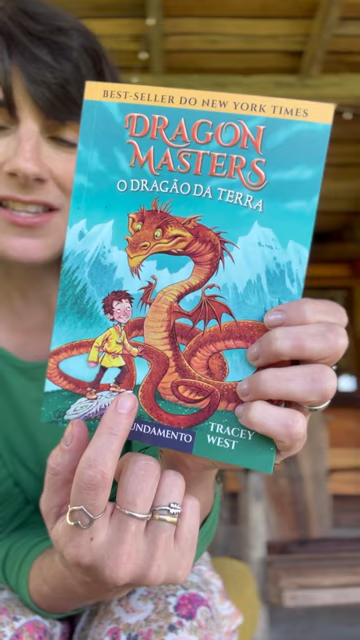 BEST-SELLER DO NEW YORK TIMES
DRAGON
MASTERS
O DRAGÃO DA TERRA
UNDAMENTO
TRACEY
WEST